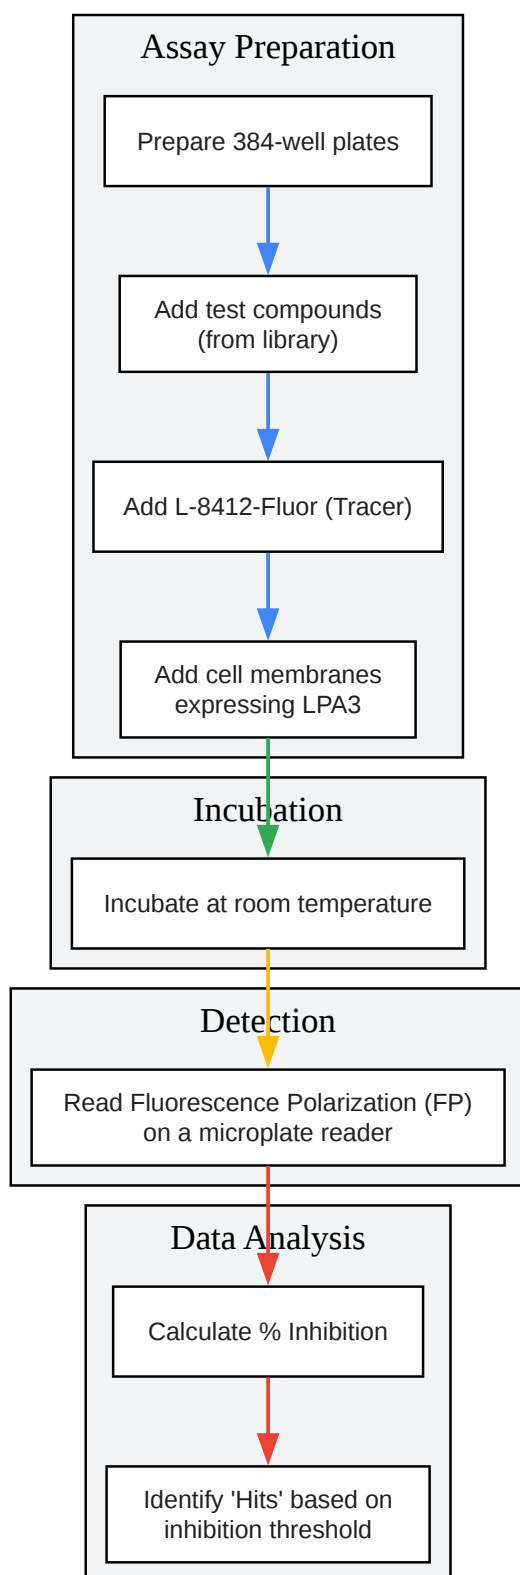 Assay Preparation
Prepare 384-well plates
Add test compounds
(from library)
Add L-8412-Fluor (Tracer)
Add cell membranes
expressing LPA3
Incubation
Incubate at room temperature
Detection
Read Fluorescence Polarization (FP)
on a microplate reader
Data Analysis
Calculate % Inhibition
Identify 'Hits' based on
inhibition threshold